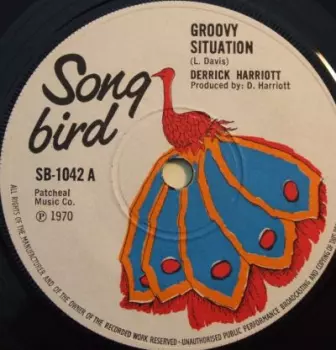 GROOVY
SITUATION
(L. Davis)
DERRICK HARRIOTT
Produced by: D. Harriott
Song
bird
SB-1042 A
Patcheal
Music Co.
℗ 1970
ALL RIGHTS OF THE MANUFACTURER AND OF THE OWNER OF THE RECORDED WORK RESERVED - UNAUTHORISED PUBLIC PERFORMANCE BROADCASTING AND COPYING OF THIS